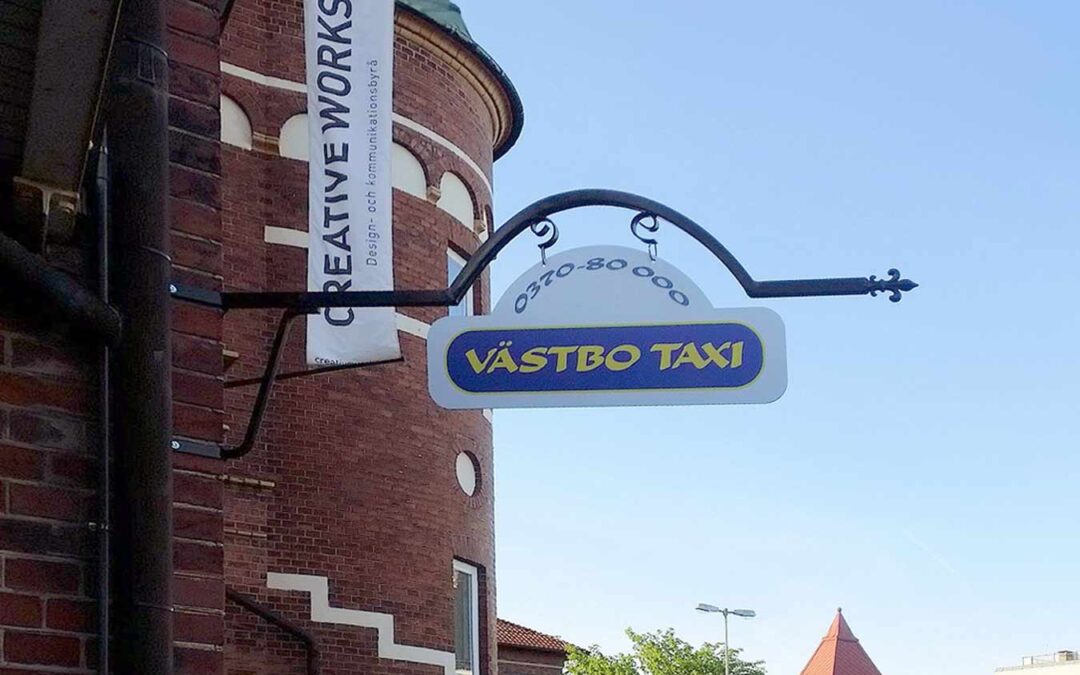 CREATIVE WORKS
Design- och kommunikationsbyrå
0370-80 000
VÄSTBO TAXI